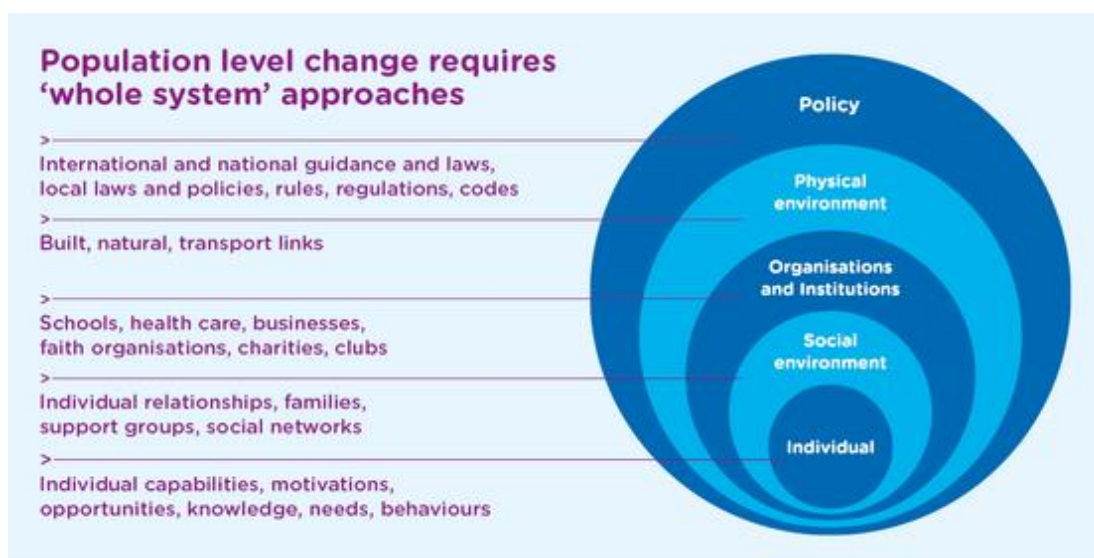 Population level change requires
‘whole system’ approaches
>
International and national guidance and laws,
local laws and policies, rules, regulations, codes
>
Built, natural, transport links
>
Schools, health care, businesses,
faith organisations, charities, clubs
>
Individual relationships, families,
support groups, social networks
>
Individual capabilities, motivations,
opportunities, knowledge, needs, behaviours
Policy
Physical
environment
Organisations
and Institutions
Social
environment
Individual